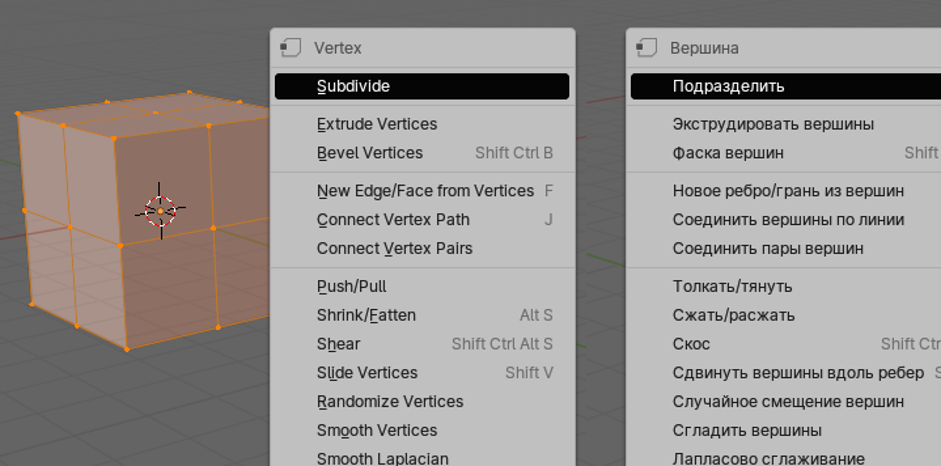 Vertex
Subdivide
Extrude Vertices
Bevel Vertices Shift Ctrl B
New Edge/Face from Vertices F
Connect Vertex Path J
Connect Vertex Pairs
Push/Pull
Shrink/Fatten Alt S
Shear Shift Ctrl Alt S
Slide Vertices Shift V
Randomize Vertices
Smooth Vertices
Smooth Laplacian
Вершина
Подразделить
Экструдировать вершины
Фаска вершин Shift
Новое ребро/грань из вершин
Соединить вершины по линии
Соединить пары вершин
Толкать/тянуть
Сжать/расжать
Скос Shift Ctr
Сдвинуть вершины вдоль ребер S
Случайное смещение вершин
Сгладить вершины
Лапласово сглаживание